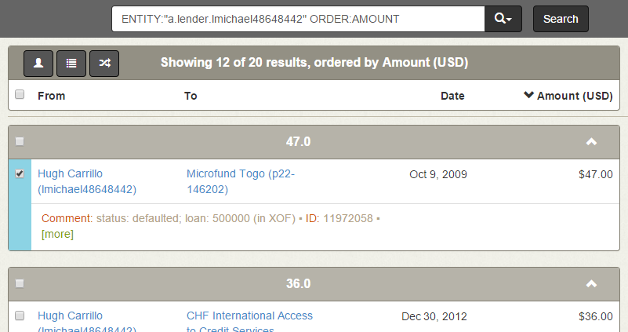 ENTITY:"a.lender.lmichael48648442" ORDER:AMOUNT
Search
Showing 12 of 20 results, ordered by Amount (USD)
From To Date Amount (USD)
47.0
Hugh Carrillo Microfund Togo (p22- Oct 9, 2009 $47.00
(lmichael48648442) 146202)
Comment: status: defaulted; loan: 500000 (in XOF) • ID: 11972058 •
[more]
36.0
Hugh Carrillo CHF International Access Dec 30, 2012 $36.00
(lmichael48648442) to Credit Services